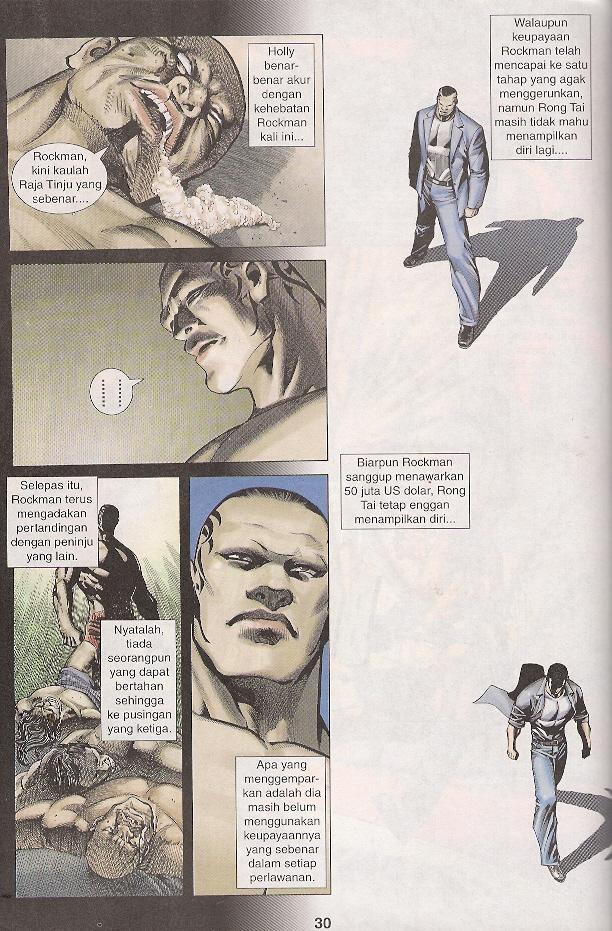 Holly
benar-
benar akur
dengan
kehebatan
Rockman
kali ini...
Rockman,
kini kaulah
Raja Tinju yang
sebenar....
Selepas itu,
Rockman terus
mengadakan
pertandingan
dengan peninju
yang lain.
Nyatalah,
tiada
seorangpun
yang dapat
bertahan
sehingga
ke pusingan
yang ketiga.
Apa yang
menggempar-
kan adalah dia
masih belum
menggunakan
keupayaannya
yang sebenar
dalam setiap
perlawanan.
Walaupun
keupayaan
Rockman telah
mencapai ke satu
tahap yang agak
menggerunkan,
namun Rong Tai
masih tidak mahu
menampilkan
diri lagi....
Biarpun Rockman
sanggup menawarkan
50 juta US dolar, Rong
Tai tetap enggan
menampilkan diri...
30